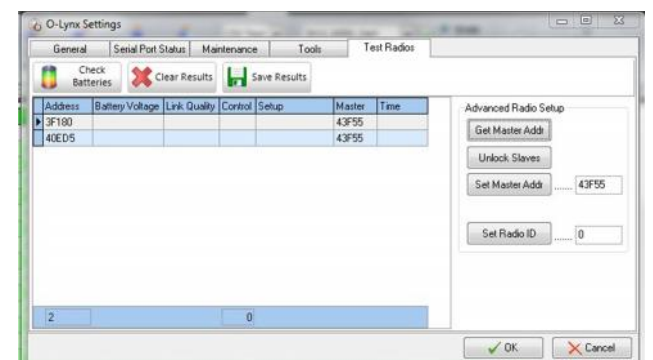 O-Lynx Settings
General Serial Port Status Maintenance Tools Test Radios
Check Batteries Clear Results Save Results
Address Battery Voltage Link Quality Control Setup Master Time
3F180 43F55
40ED5 43F55
2 0
Advanced Radio Setup
Get Master Addr
Unlock Slaves
Set Master Addr ...... 43F55
Set Radio ID ...... 0
OK Cancel